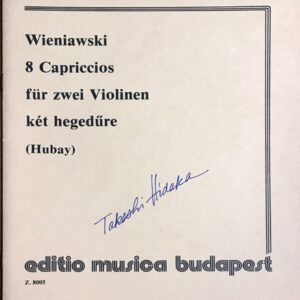 Wieniawski
8 Capriccios
für zwei Violinen
két hegedűre
(Hubay)
Takeshi Hidaka
editio musica budapest
Z. 8005